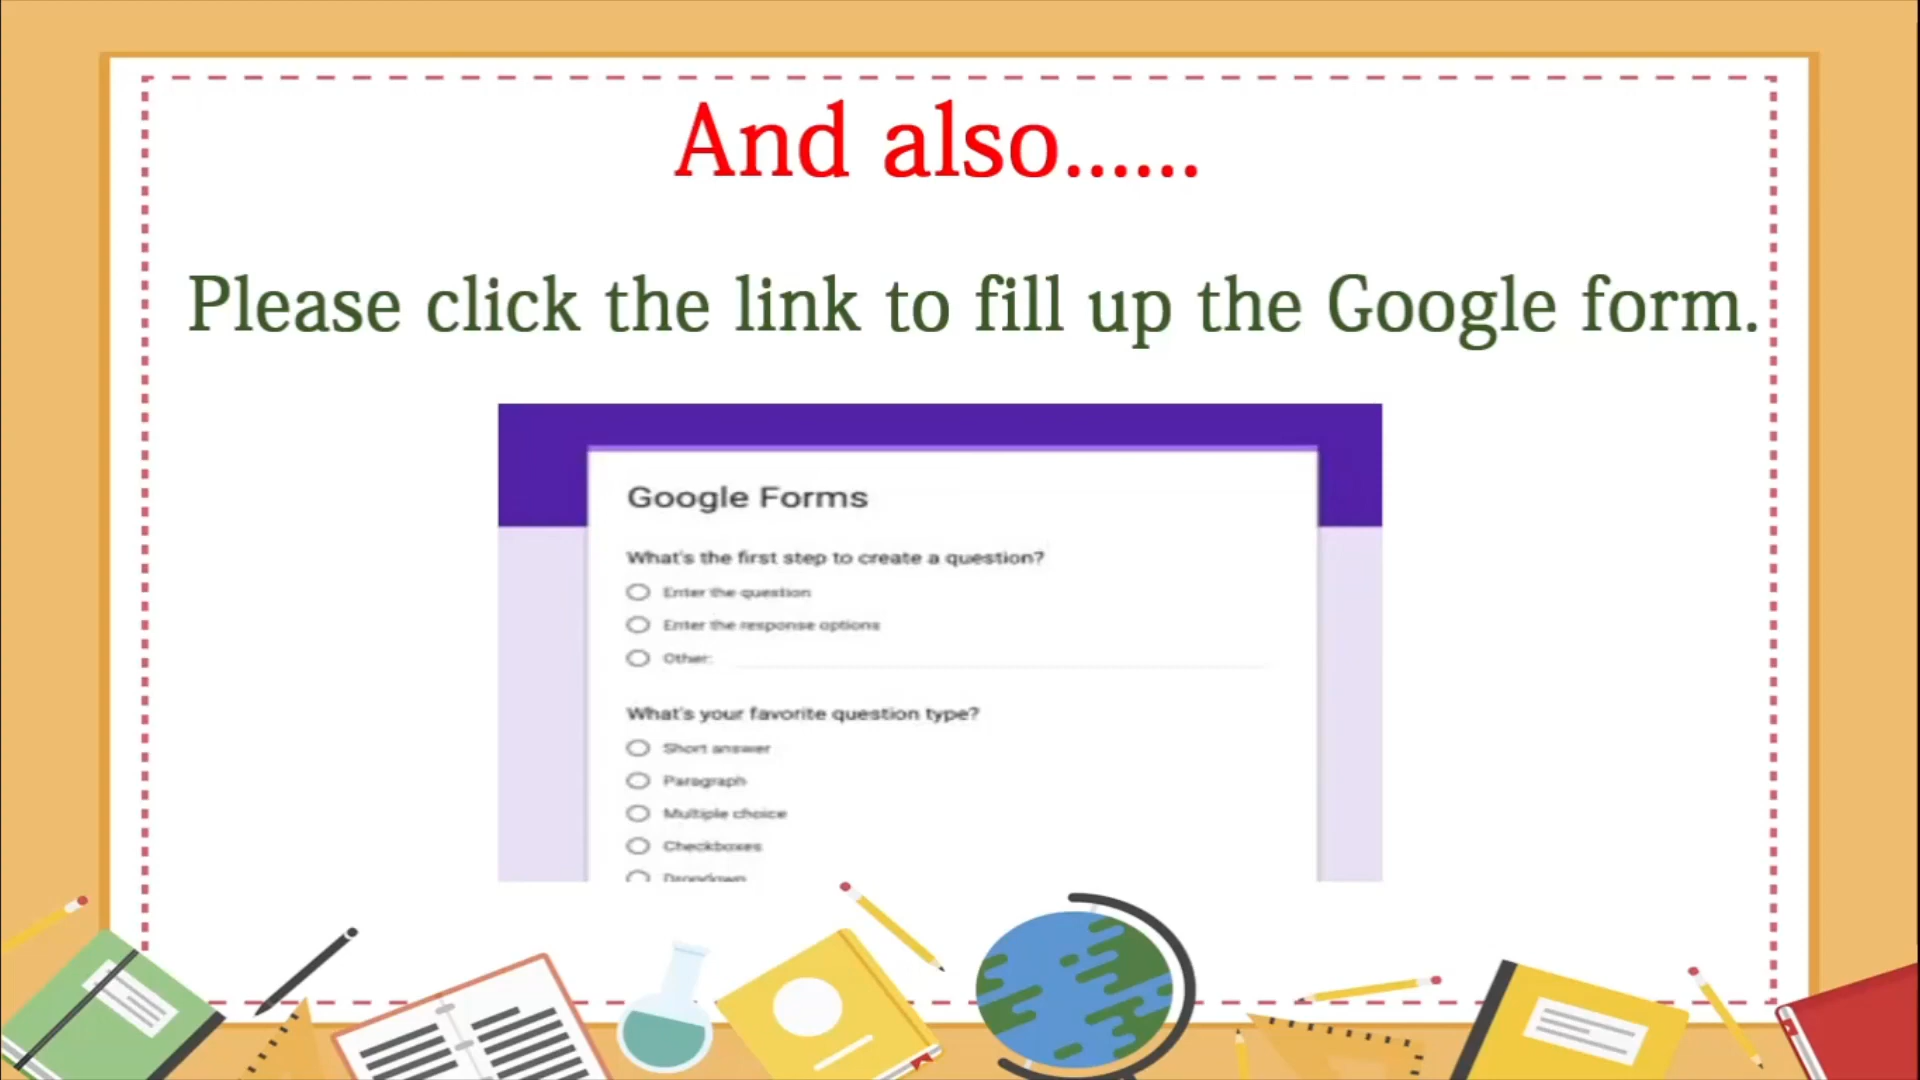 And also......
Please click the link to fill up the Google form.
Google Forms
What's the first step to create a question?
Enter the question
Enter the response options
Other:
What's your favorite question type?
Short answer
Paragraph
Multiple choice
Checkboxes
Dropdown